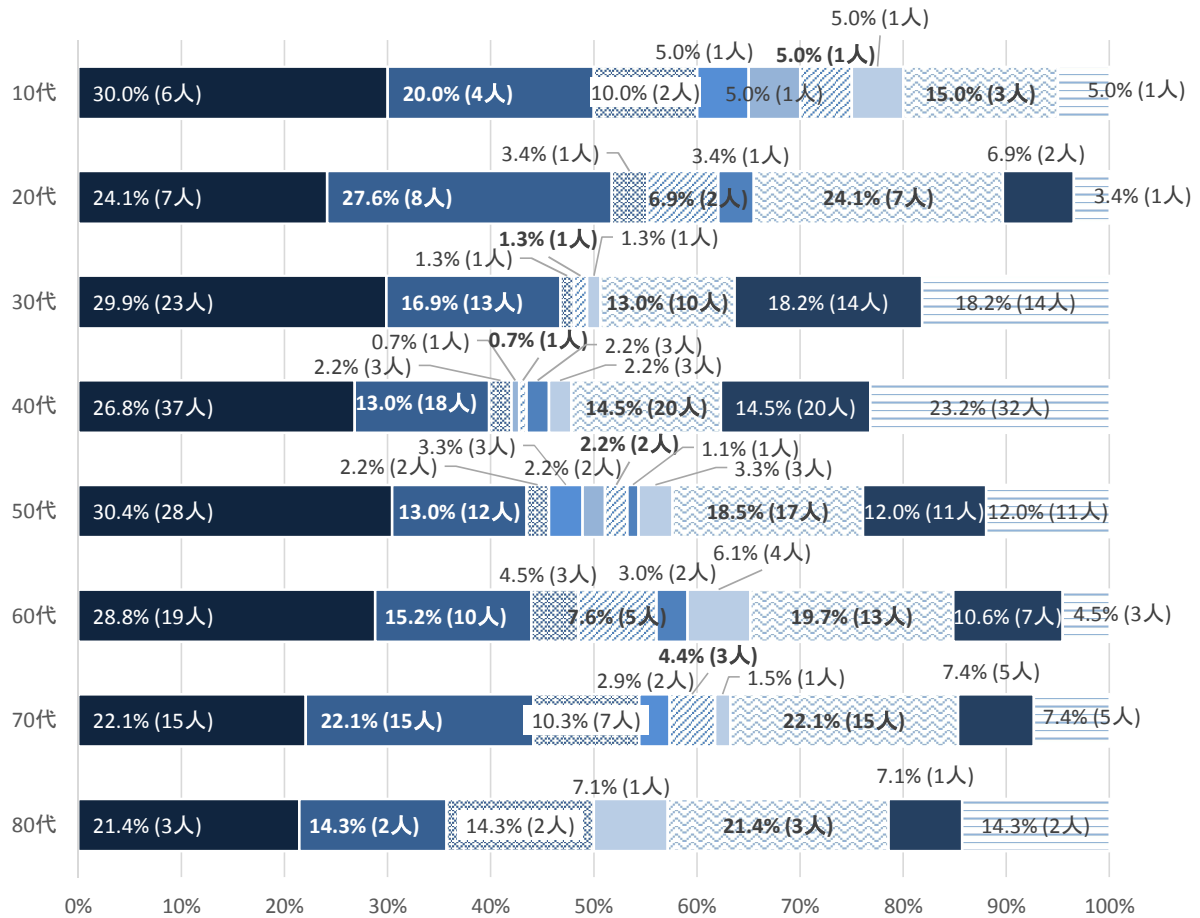 5.0% (1人)
5.0% (1人) 5.0% (1人)
10代 30.0% (6人) 20.0% (4人) 10.0% (2人) 5.0% (1人) 15.0% (3人) 5.0% (1人)
3.4% (1人) 3.4% (1人) 6.9% (2人)
20代 24.1% (7人) 27.6% (8人) 6.9% (2人) 24.1% (7人) 3.4% (1人)
1.3% (1人) 1.3% (1人)
1.3% (1人)
30代 29.9% (23人) 16.9% (13人) 13.0% (10人) 18.2% (14人) 18.2% (14人)
0.7% (1人) 0.7% (1人) 2.2% (3人)
2.2% (3人) 2.2% (3人)
40代 26.8% (37人) 13.0% (18人) 14.5% (20人) 14.5% (20人) 23.2% (32人)
3.3% (3人) 2.2% (2人) 1.1% (1人)
2.2% (2人) 2.2% (2人) 3.3% (3人)
50代 30.4% (28人) 13.0% (12人) 18.5% (17人) 12.0% (11人) 12.0% (11人)
6.1% (4人)
4.5% (3人) 3.0% (2人)
60代 28.8% (19人) 15.2% (10人) 7.6% (5人) 19.7% (13人) 10.6% (7人) 4.5% (3人)
4.4% (3人)
2.9% (2人) 1.5% (1人) 7.4% (5人)
70代 22.1% (15人) 22.1% (15人) 10.3% (7人) 22.1% (15人) 7.4% (5人)
7.1% (1人) 7.1% (1人)
80代 21.4% (3人) 14.3% (2人) 14.3% (2人) 21.4% (3人) 14.3% (2人)
0% 10% 20% 30% 40% 50% 60% 70% 80% 90% 100%